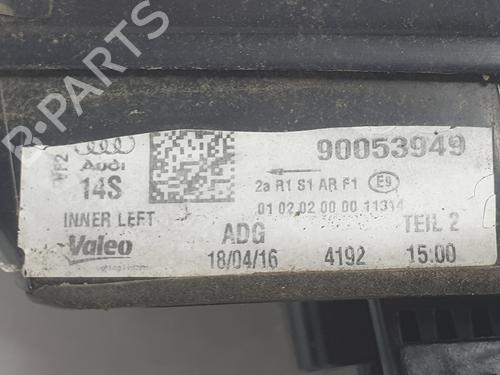 B-PARTS
VF2
Audi
14S
INNER LEFT
Valeo
90053949
2a R1 S1 AR F1 E9
01 02 02 00 00 11314
ADG
TEIL 2
18/04/16 4192 15:00